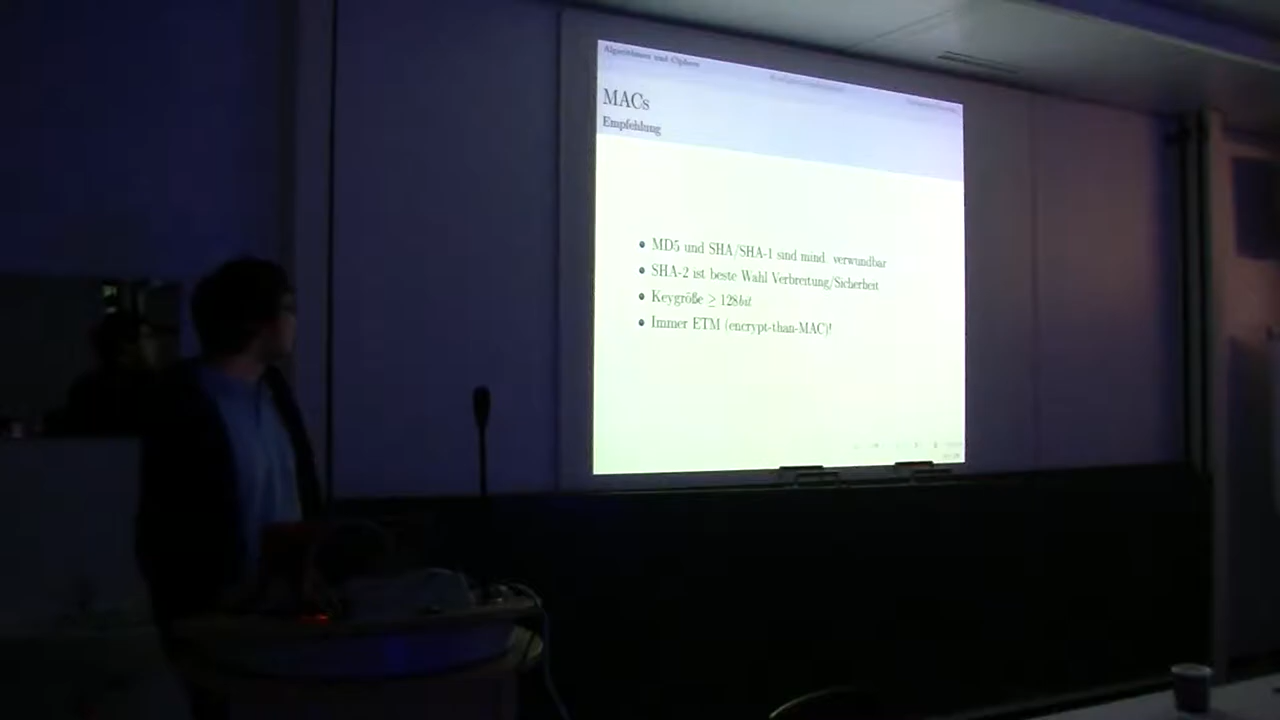 Algorithmen und Ciphers
MACs
Empfehlung
MD5 und SHA/SHA-1 sind mind. verwundbar
SHA-2 ist beste Wahl Verbreitung/Sicherheit
Keygröße ≥ 128bit
Immer ETM (encrypt-than-MAC)!